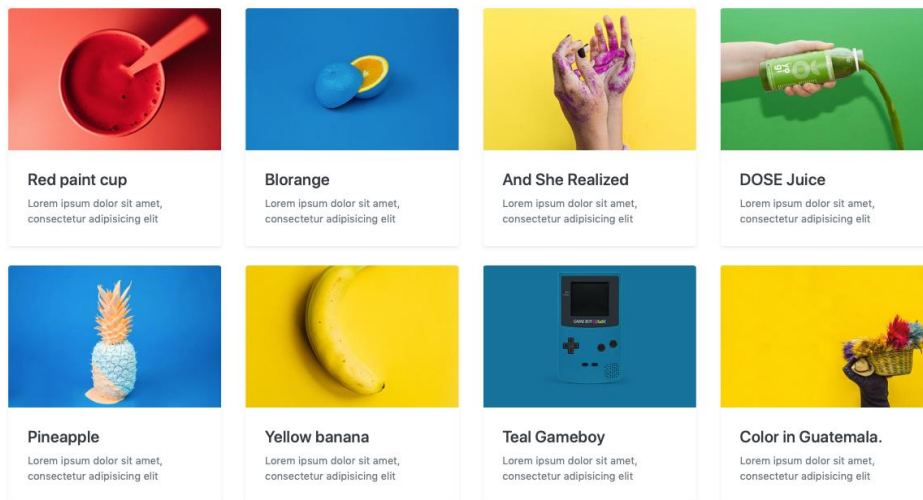 Red paint cup
Lorem ipsum dolor sit amet,
consectetur adipisicing elit
Blorange
Lorem ipsum dolor sit amet,
consectetur adipisicing elit
And She Realized
Lorem ipsum dolor sit amet,
consectetur adipisicing elit
DOSE Juice
Lorem ipsum dolor sit amet,
consectetur adipisicing elit
GAME BOY COLOR
Pineapple
Lorem ipsum dolor sit amet,
consectetur adipisicing elit
Yellow banana
Lorem ipsum dolor sit amet,
consectetur adipisicing elit
Teal Gameboy
Lorem ipsum dolor sit amet,
consectetur adipisicing elit
Color in Guatemala.
Lorem ipsum dolor sit amet,
consectetur adipisicing elit